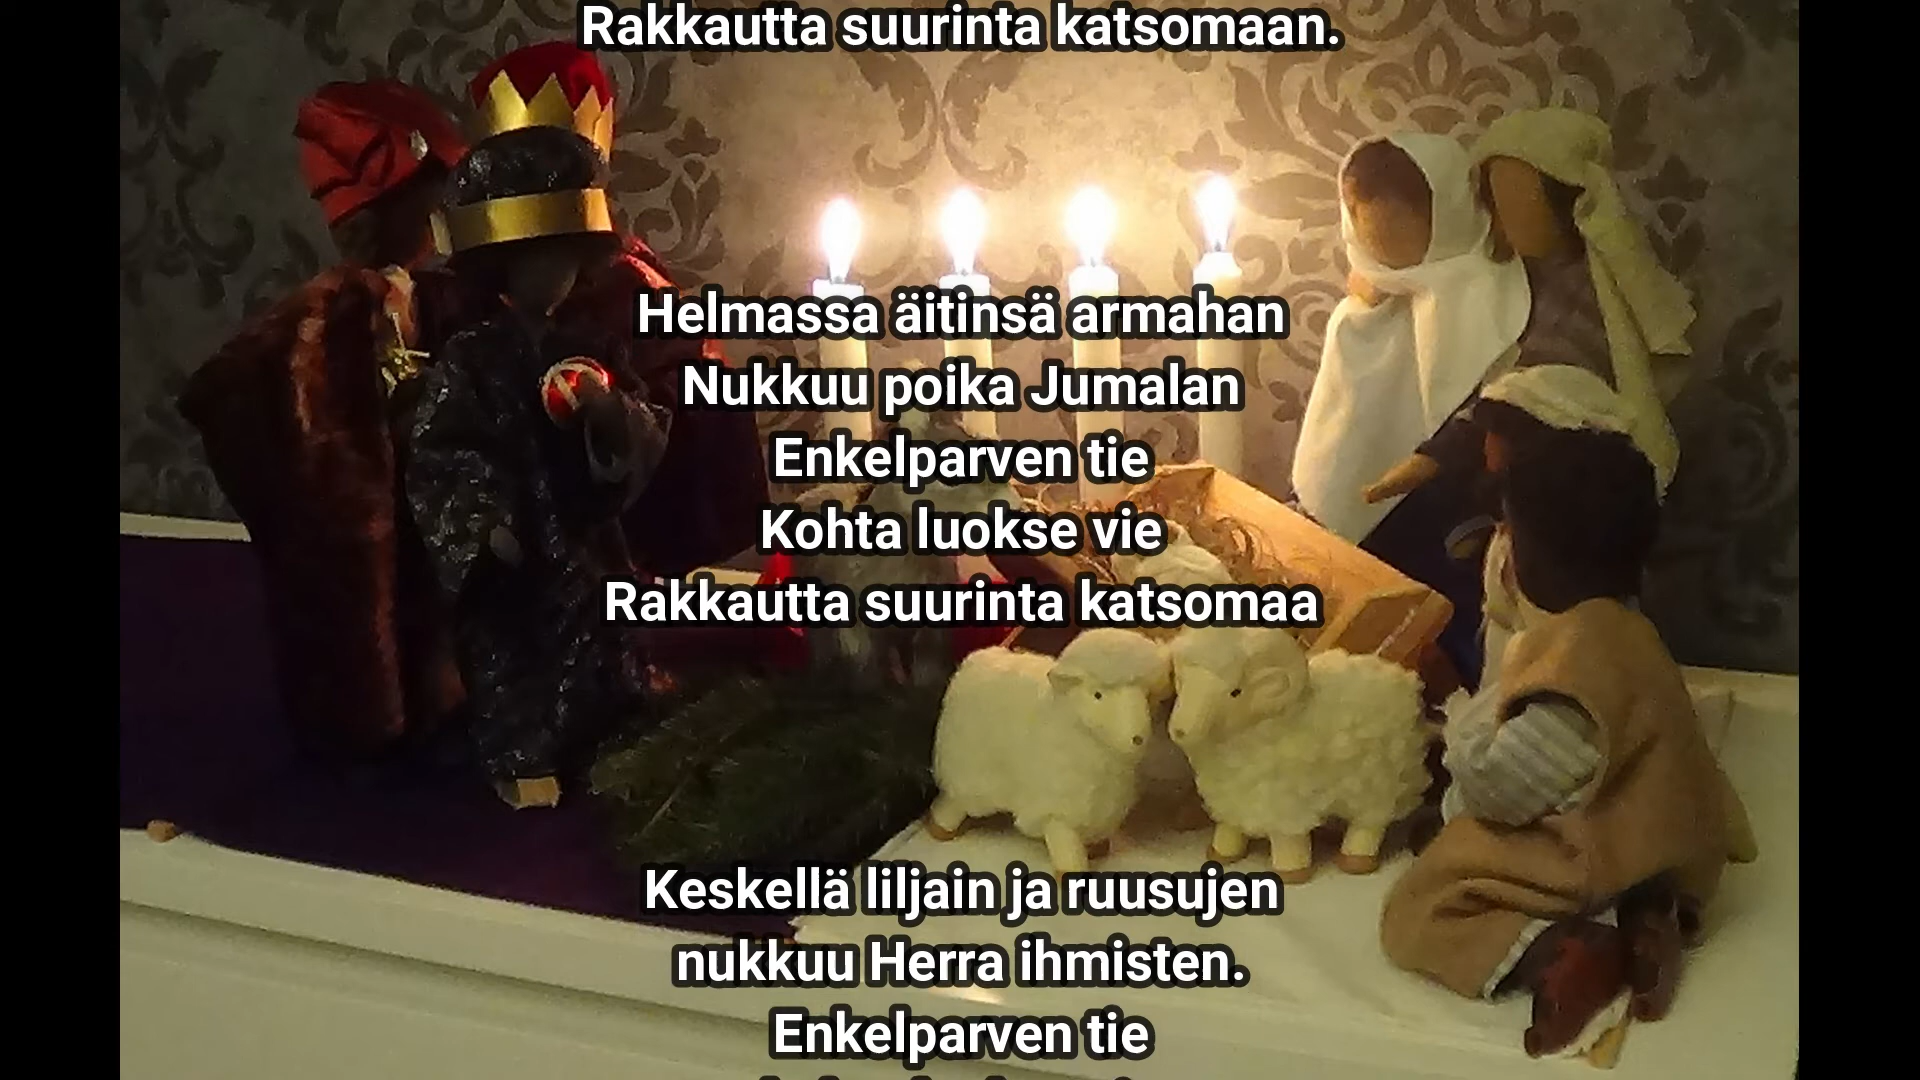 Rakkautta suurinta katsomaan.
Helmassa äitinsä armahan
Nukkuu poika Jumalan
Enkelparven tie
Kohta luokse vie
Rakkautta suurinta katsomaa
Keskellä liljain ja ruusujen
nukkuu Herra ihmisten.
Enkelparven tie